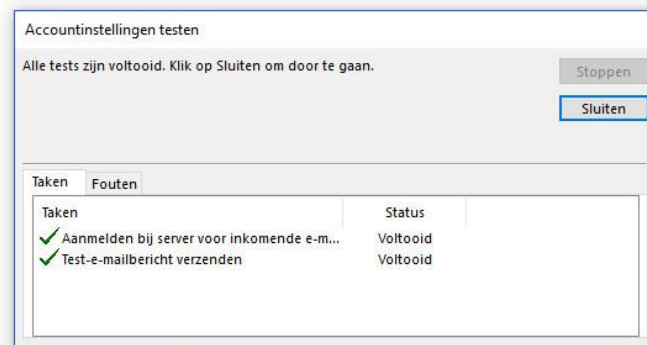 Accountinstellingen testen
Alle tests zijn voltooid. Klik op Sluiten om door te gaan.
Stoppen
Sluiten
Taken Fouten
Taken Status
Aanmelden bij server voor inkomende e-m... Voltooid
Test-e-mailbericht verzenden Voltooid